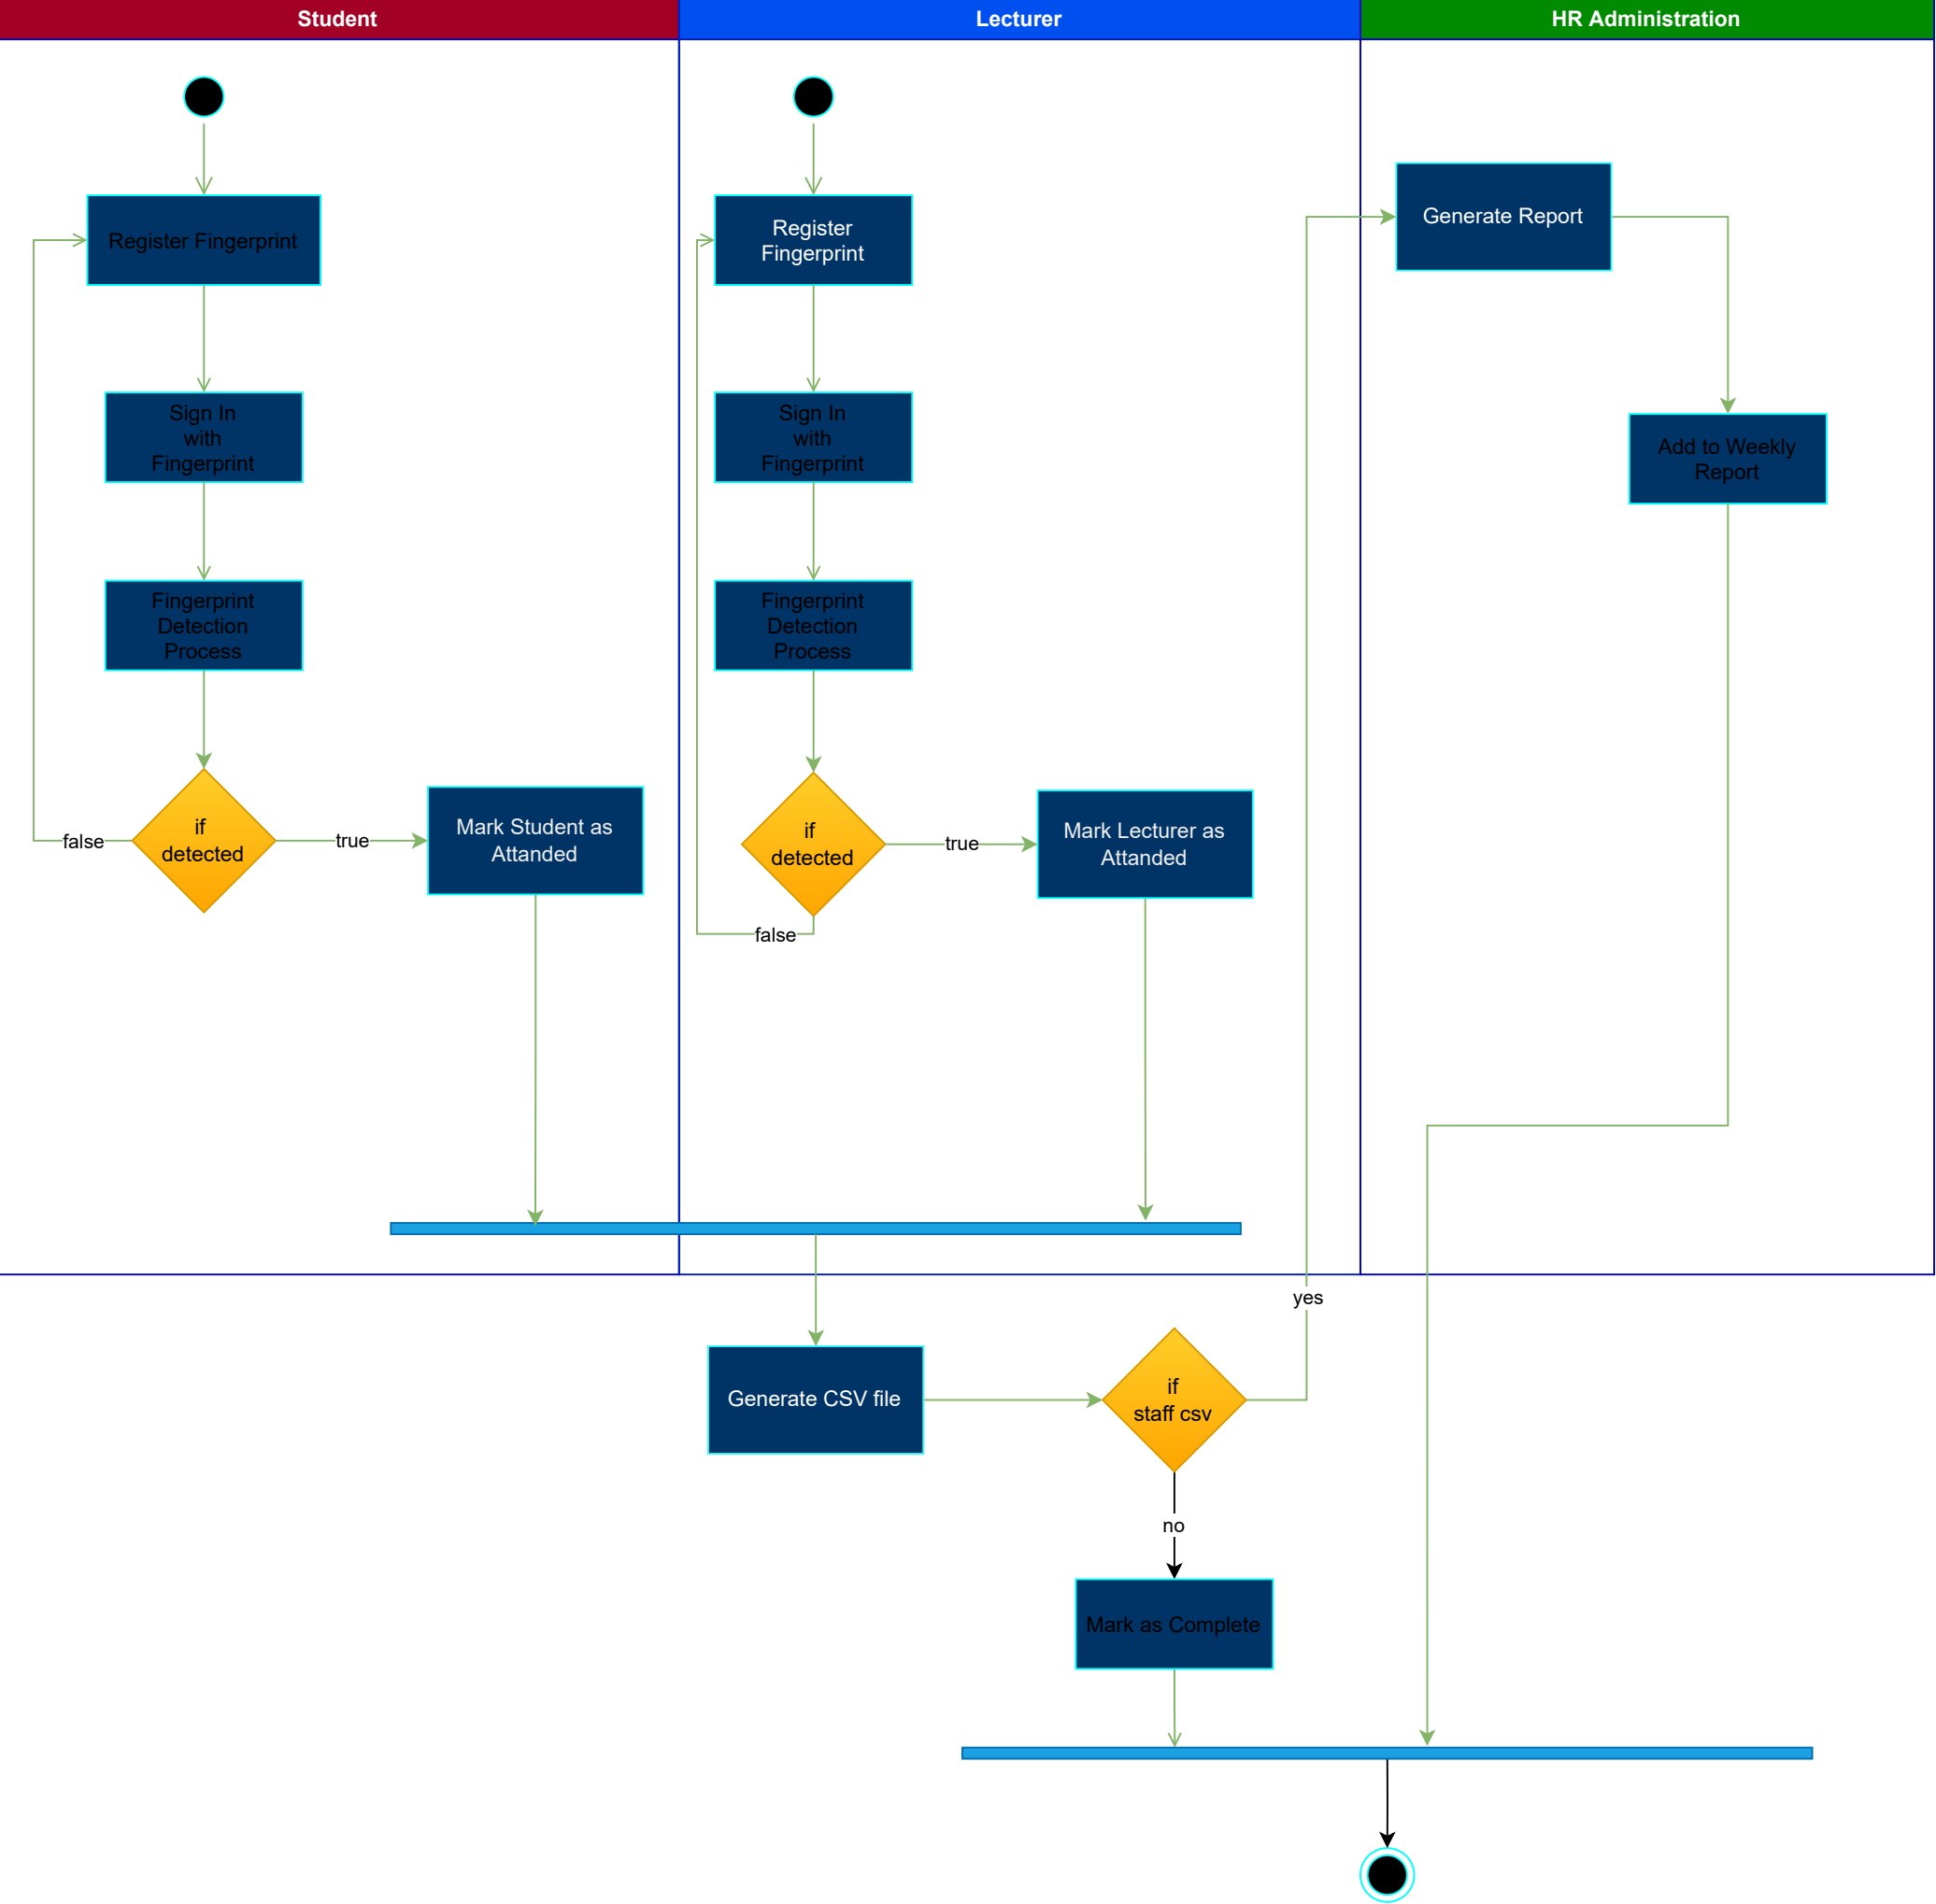 Student
Lecturer
HR Administration
Register Fingerprint
Sign In
with
Fingerprint
Fingerprint
Detection
Process
if
detected
false
true
Mark Student as
Attanded
Register
Fingerprint
Sign In
with
Fingerprint
Fingerprint
Detection
Process
if
detected
true
false
Mark Lecturer as
Attanded
Generate Report
Add to Weekly
Report
yes
Generate CSV file
if
staff csv
no
Mark as Complete